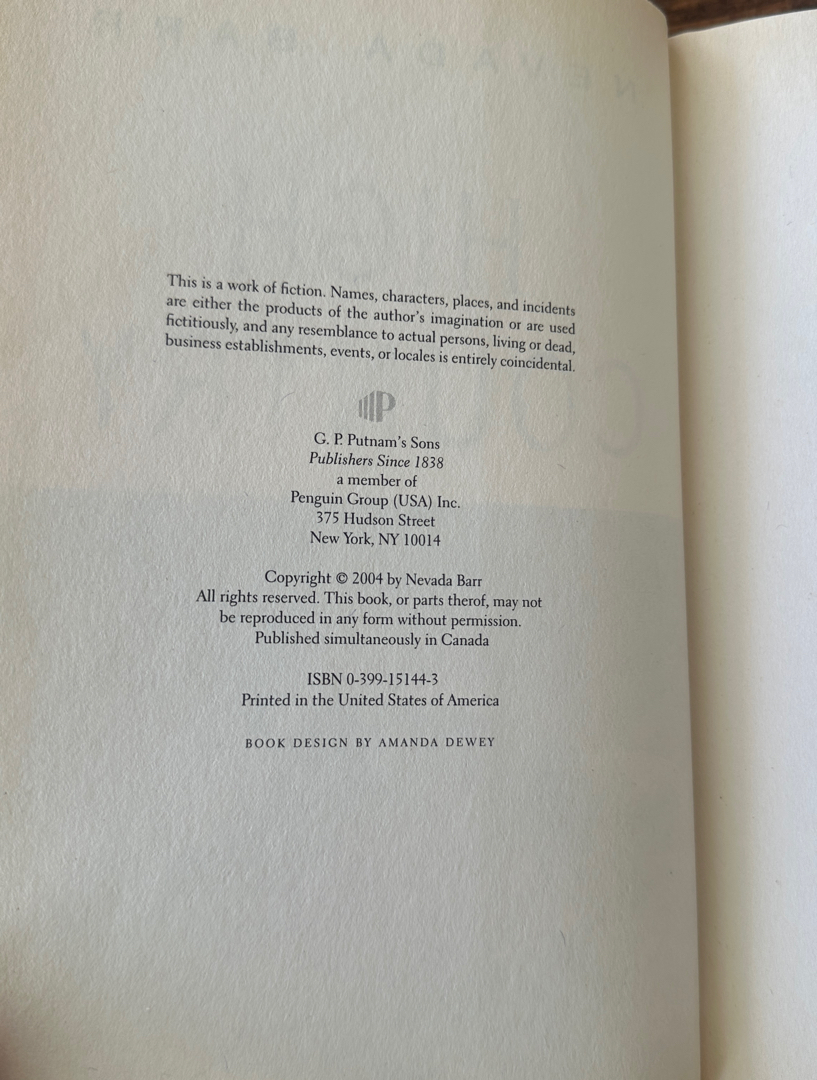 This is a work of fiction. Names, characters, places, and incidents
are either the products of the author's imagination or are used
fictitiously, and any resemblance to actual persons, living or dead,
business establishments, events, or locales is entirely coincidental.
G. P. Putnam's Sons
Publishers Since 1838
a member of
Penguin Group (USA) Inc.
375 Hudson Street
New York, NY 10014
Copyright © 2004 by Nevada Barr
All rights reserved. This book, or parts therof, may not
be reproduced in any form without permission.
Published simultaneously in Canada
ISBN 0-399-15144-3
Printed in the United States of America
BOOK DESIGN BY AMANDA DEWEY